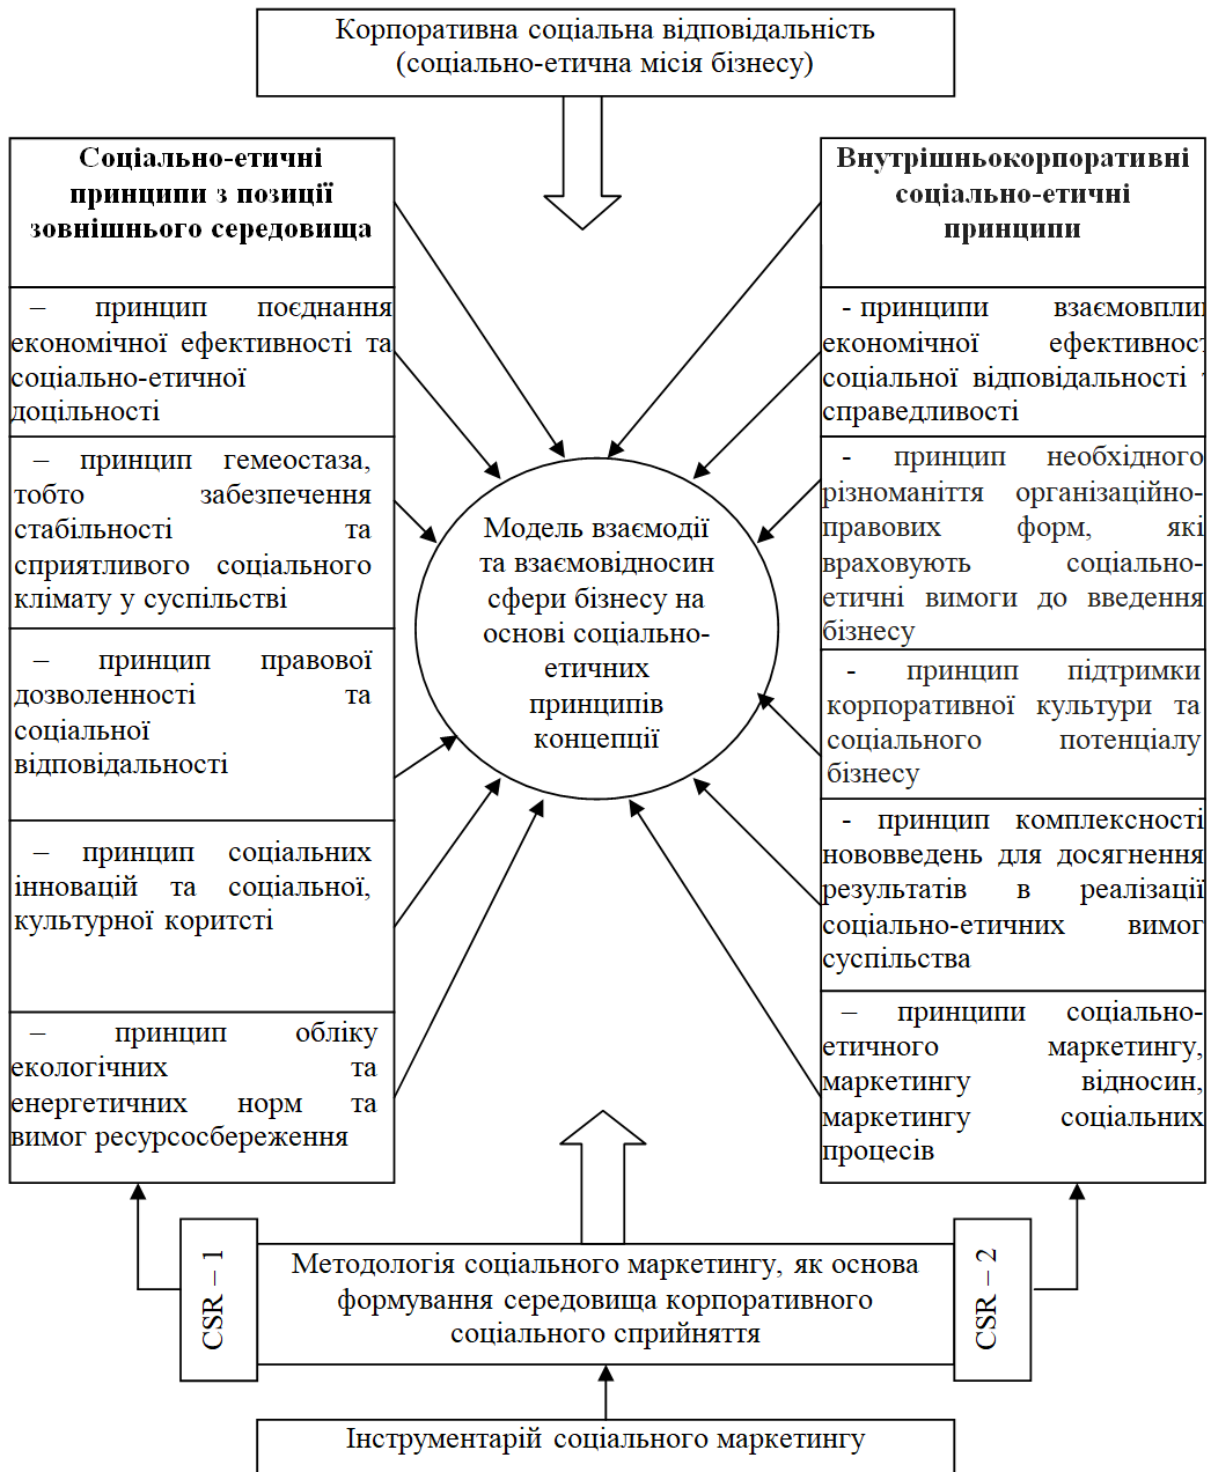 Корпоративна соціальна відповідальність
(соціально-етична місія бізнесу)
Соціально-етичні
принципи з позиції
зовнішнього середовища
– принцип поєднання
економічної ефективності та
соціально-етичної
доцільності
– принцип гемеостаза,
тобто забезпечення
стабільності та
сприятливого соціального
клімату у суспільстві
– принцип правової
дозволенності та
соціальної
відповідальності
– принцип соціальних
інновацій та соціальної,
культурної коритсті
– принцип обліку
екологічних та
енергетичних норм та
вимог ресурсосбереження
Модель взаємодії
та взаємовідносин
сфери бізнесу на
основі соціально-
етичних
принципів
концепції
Внутрішньокорпоративні
соціально-етичні
принципи
- принципи
економічної
соціальної відповідальності
справедливості
- принцип необхідного
різноманіття організаційно-
правових форм, які
враховують соціально-
етичні вимоги до введення
бізнесу
- принцип підтримки
корпоративної культури та
соціального потенціалу
бізнесу
- принцип комплексності
нововведень для досягнення
результатів в реалізації
соціально-етичних вимог
суспільства
– принципи соціально-
етичного маркетингу,
маркетингу відносин,
маркетингу соціальних
процесів
CSR – 1
Методологія соціального маркетингу, як основа
формування середовища корпоративного
соціального сприйняття
CSR – 2
Інструментарій соціального маркетингу